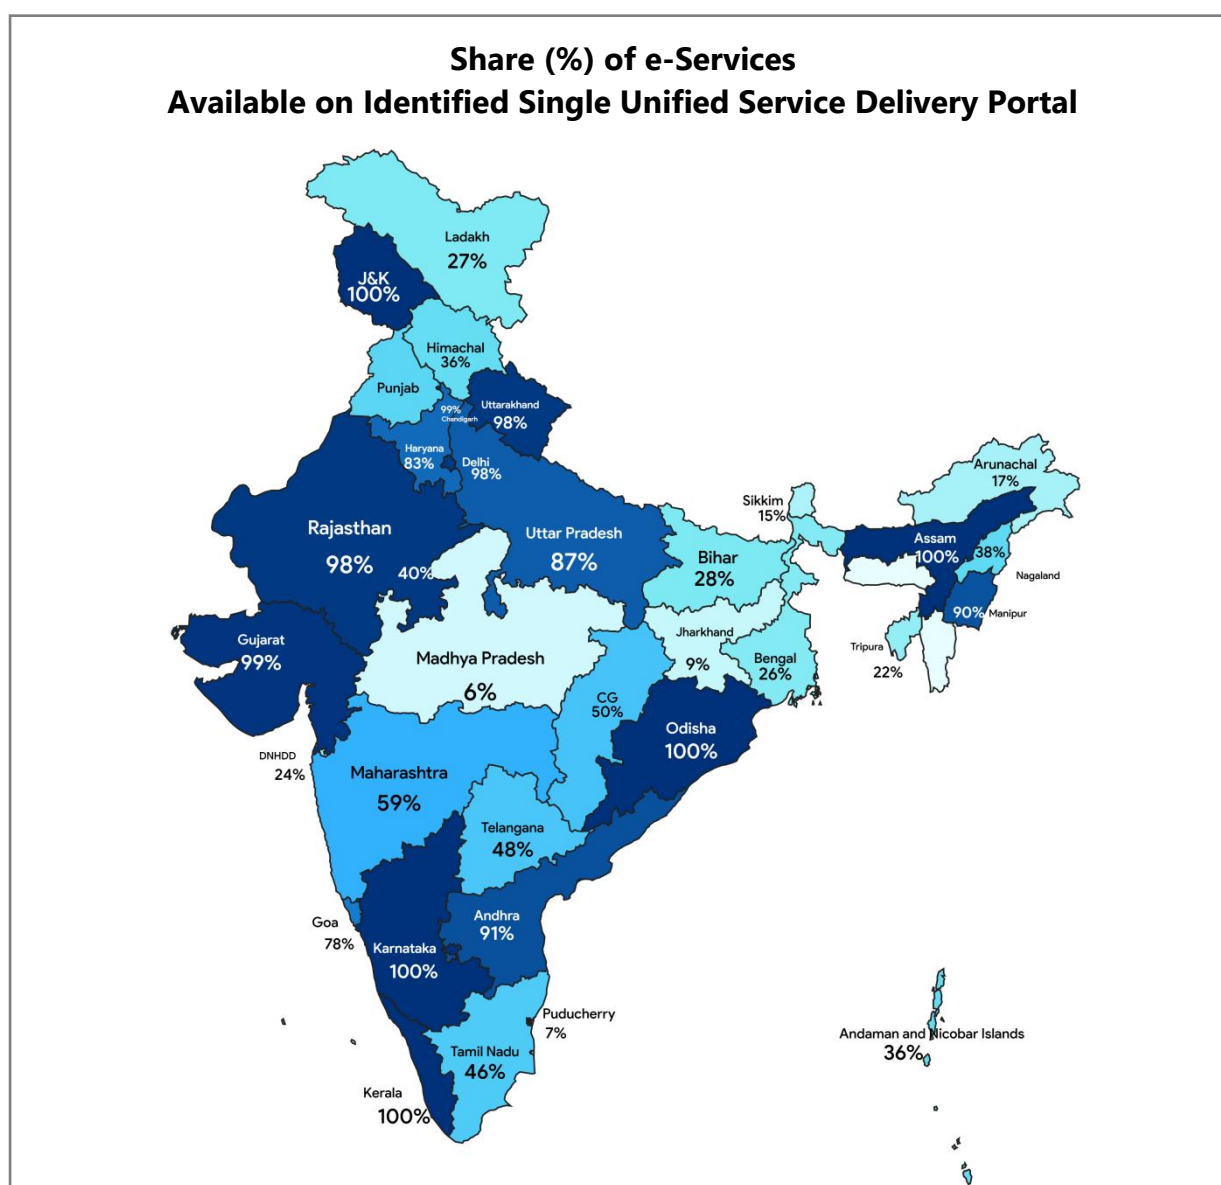 Share (%) of e-Services
Available on Identified Single Unified Service Delivery Portal
Ladakh
27%
J&K
100%
Himachal
36%
Punjab
99%
Chandigarh
Uttarakhand
98%
Haryana
83%
Delhi
98%
Rajasthan
98%
40%
Uttar Pradesh
87%
Bihar
28%
Sikkim
15%
Arunachal
17%
Assam
100%
38%
Nagaland
90%
Manipur
Tripura
22%
Gujarat
99%
Madhya Pradesh
6%
Jharkhand
9%
Bengal
26%
CG
50%
Odisha
100%
DNHDD
24%
Maharashtra
59%
Telangana
48%
Andhra
91%
Goa
78%
Karnataka
100%
Puducherry
7%
Tamil Nadu
46%
Kerala
100%
Andaman and Nicobar Islands
36%